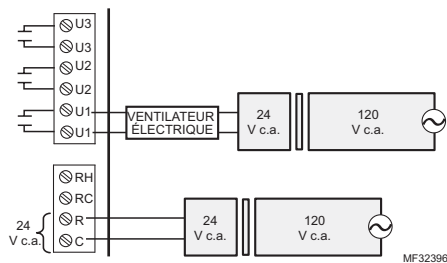 U3
U3
U2
U2
U1
U1
VENTILATEUR
ÉLECTRIQUE
24
V c.a.
120
V c.a.
RH
RC
R
C
24
V c.a.
24
V c.a.
120
V c.a.
MF32396